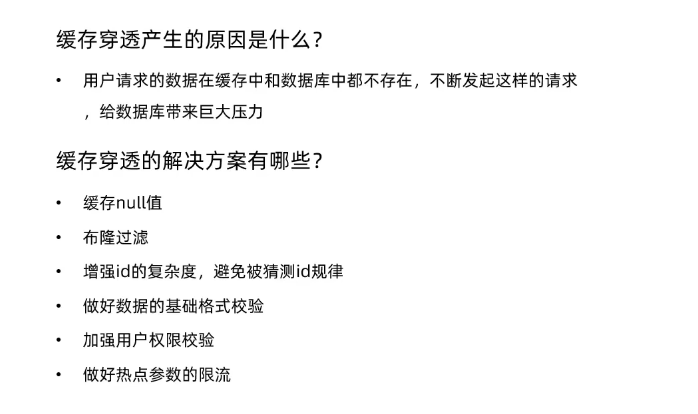 缓存穿透产生的原因是什么？
• 用户请求的数据在缓存中和数据库中都不存在，不断发起这样的请求
，给数据库带来巨大压力
缓存穿透的解决方案有哪些？
• 缓存null值
• 布隆过滤
• 增强id的复杂度，避免被猜测id规律
• 做好数据的基础格式校验
• 加强用户权限校验
• 做好热点参数的限流